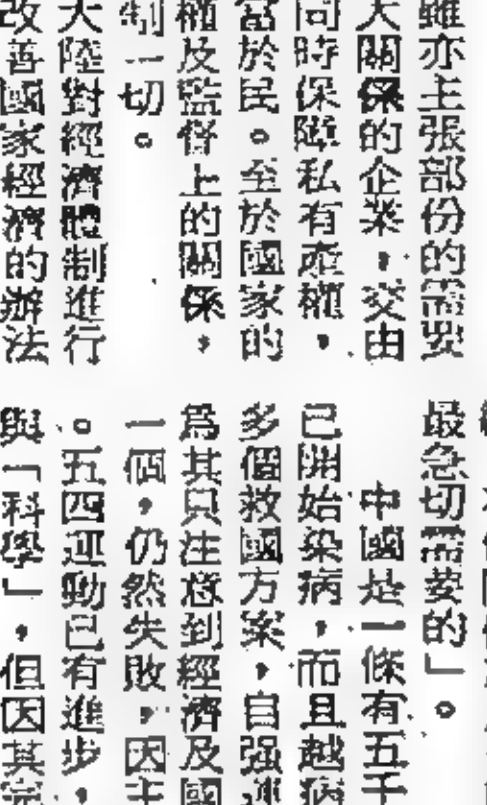 雖亦主張部份的需要
大關係的企業，交由
同時保障私有產權，
富於民。至於國家的
權及監督上的關係，
制一切。
大陸對經濟體制進行
改善國家經濟的辦法
最急切需要的」。
中國是一條有五千
已開始染病，而且越病
多個救國方案，自强運
為其只注意到經濟及國
一個，仍然失敗，因主
。五四運動已有進步，
與「科學」，但因其完